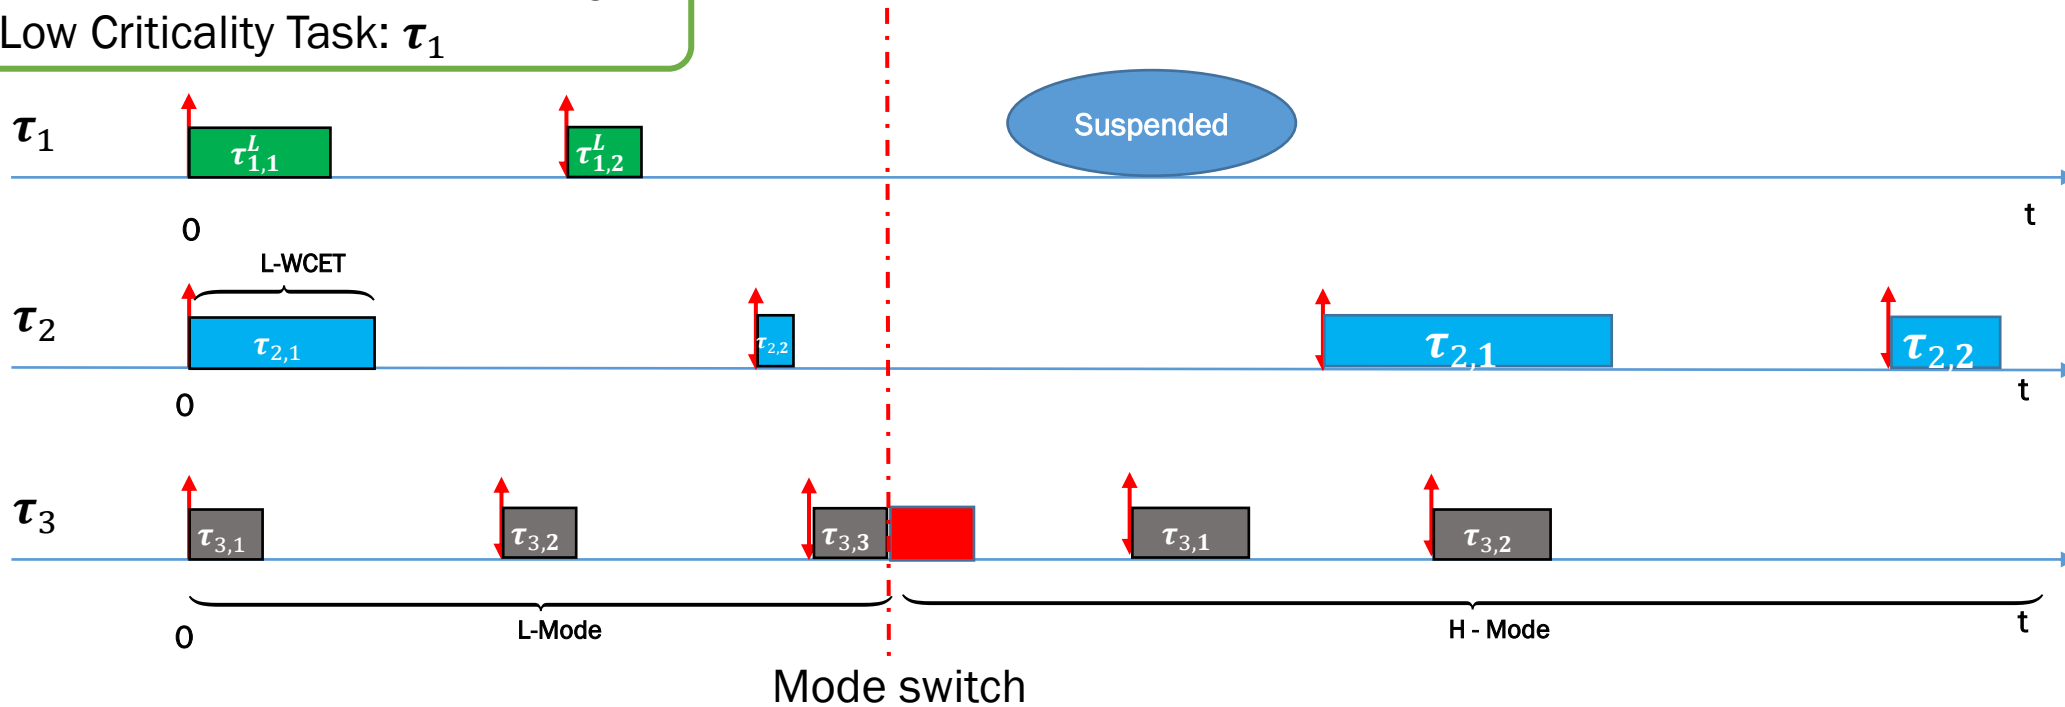 Low Criticality Task: τ1
τ1
τ^L_1,1
τ^L_1,2
Suspended
0
t
L-WCET
τ2
τ2,1
τ2,2
τ2,1
τ2,2
0
t
τ3
τ3,1
τ3,2
τ3,3
τ3,1
τ3,2
0
L-Mode
H - Mode
t
Mode switch